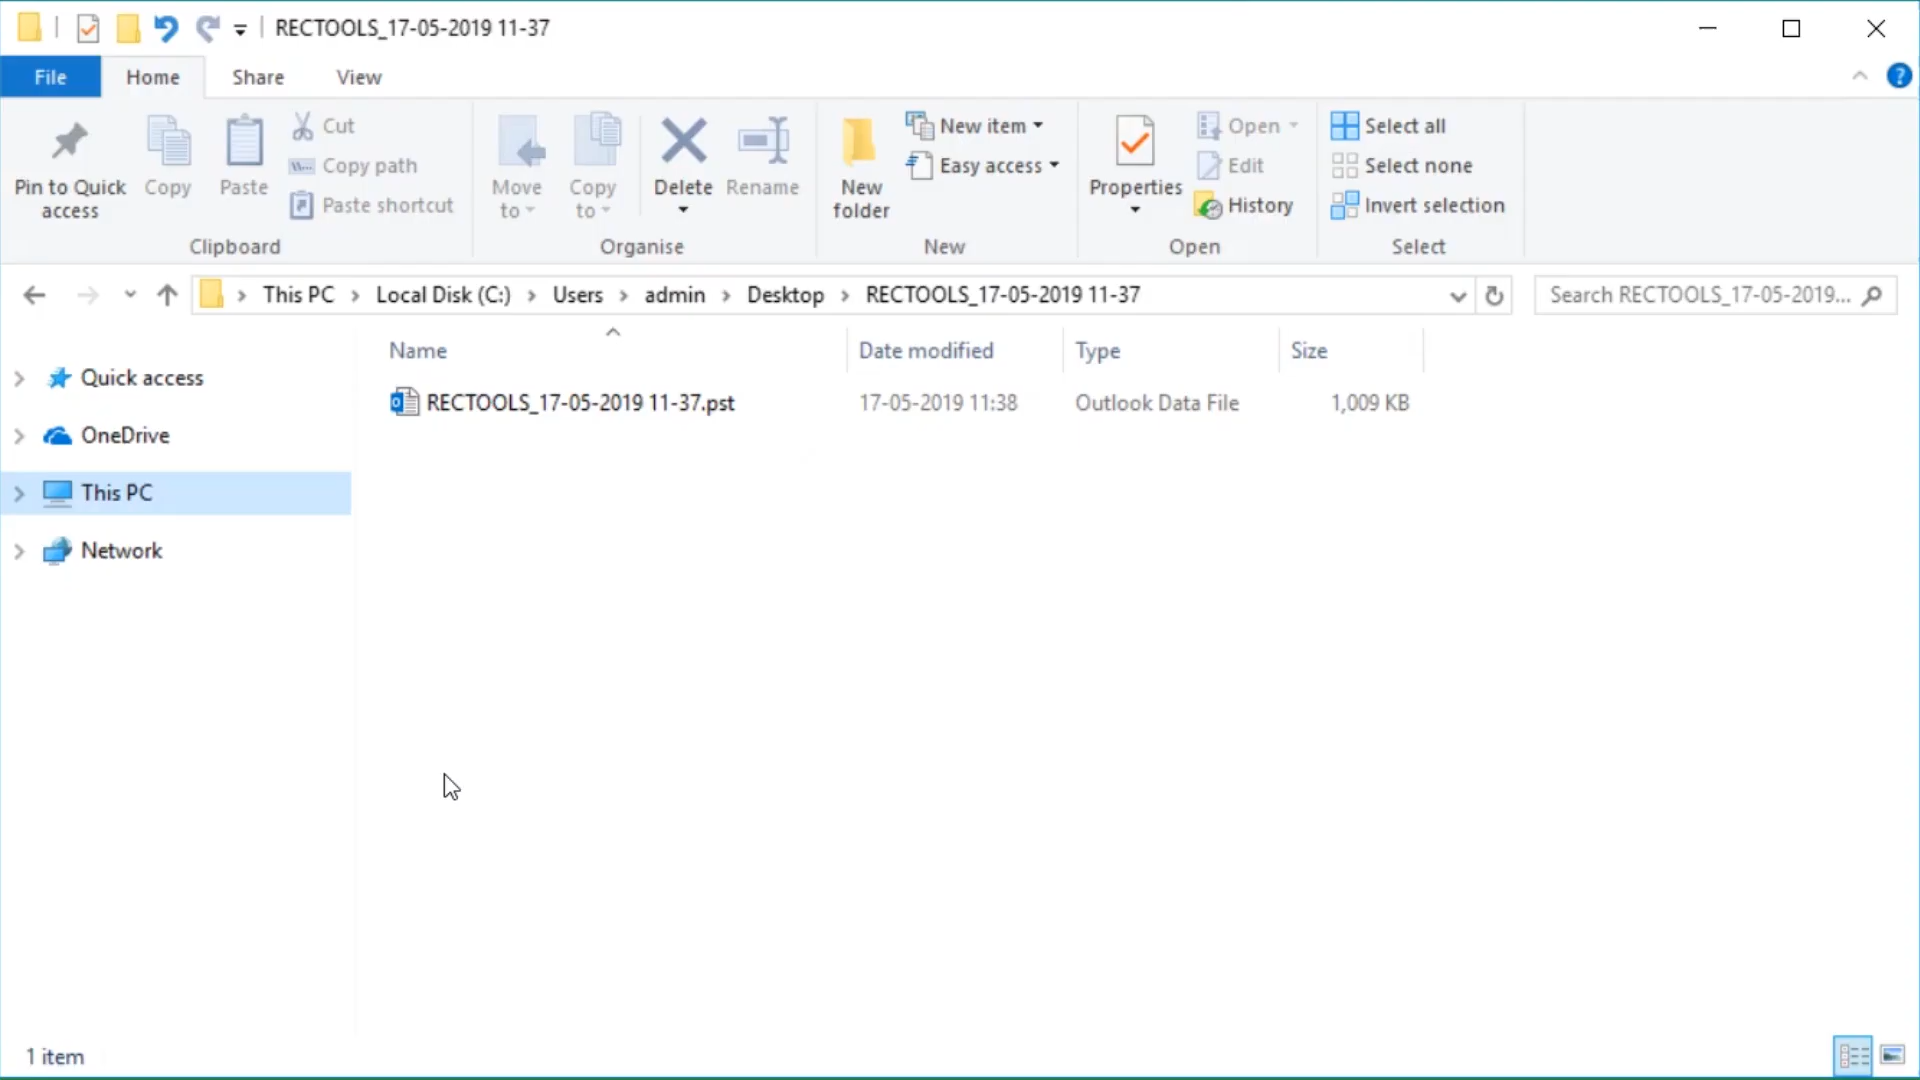 RECTOOLS_17-05-2019 11-37
File Home Share View
Pin to Quick access
Copy
Paste
Cut
Copy path
Paste shortcut
Clipboard
Move to
Copy to
Delete
Rename
Organise
New folder
New item
Easy access
New
Properties
Open
Edit
History
Open
Select all
Select none
Invert selection
Select
This PC > Local Disk (C:) > Users > admin > Desktop > RECTOOLS_17-05-2019 11-37
Search RECTOOLS_17-05-2019...
Name Date modified Type Size
RECTOOLS_17-05-2019 11-37.pst 17-05-2019 11:38 Outlook Data File 1,009 KB
Quick access
OneDrive
This PC
Network
1 item